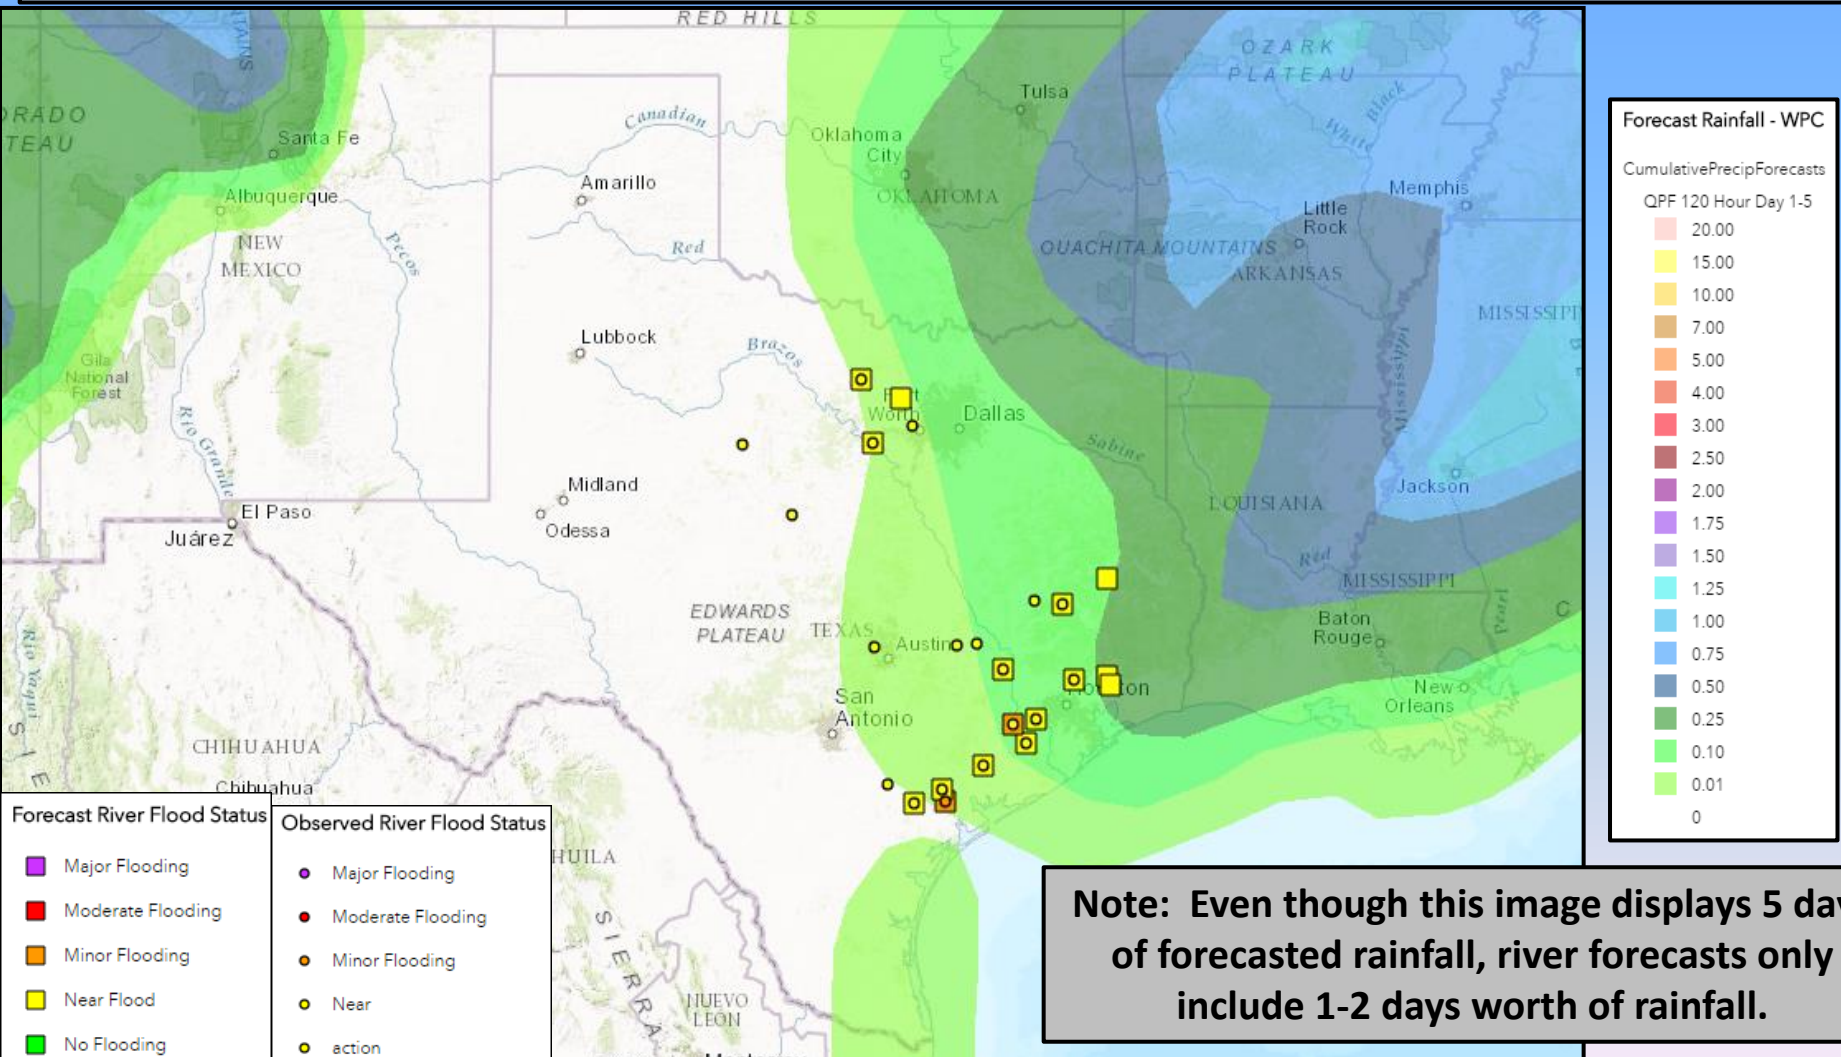 RED HILLS
OZARK
PLATEAU
Tulsa
Black
White
Canadian
Oklahoma
City
OKLAHOMA
Santa Fe
Albuquerque
Amarillo
Memphis
Little
Rock
OUACHITA MOUNTAINS
ARKANSAS
NEW
MEXICO
Pecos
Red
MISSISSIPPI
Lubbock
Brazos
Mississippi
Gila
National
Forest
Rio Grande
Fort
Worth
Dallas
Sabine
Midland
Odessa
Jackson
LOUISIANA
El Paso
Juárez
Red
MISSISSIPPI
EDWARDS
PLATEAU
TEXAS
Austin
Baton
Rouge
Pearl
Rio Yaqui
San
Antonio
Houston
New
Orleans
CHIHUAHUA
Chihuahua
SIERRA
NUEVO
LEÓN
Forecast Rainfall - WPC
CumulativePrecipForecasts
QPF 120 Hour Day 1-5
20.00
15.00
10.00
7.00
5.00
4.00
3.00
2.50
2.00
1.75
1.50
1.25
1.00
0.75
0.50
0.25
0.10
0.01
0
Forecast River Flood Status
Major Flooding
Moderate Flooding
Minor Flooding
Near Flood
No Flooding
Observed River Flood Status
Major Flooding
Moderate Flooding
Minor Flooding
Near
action
Note: Even though this image displays 5 day
of forecasted rainfall, river forecasts only
include 1-2 days worth of rainfall.